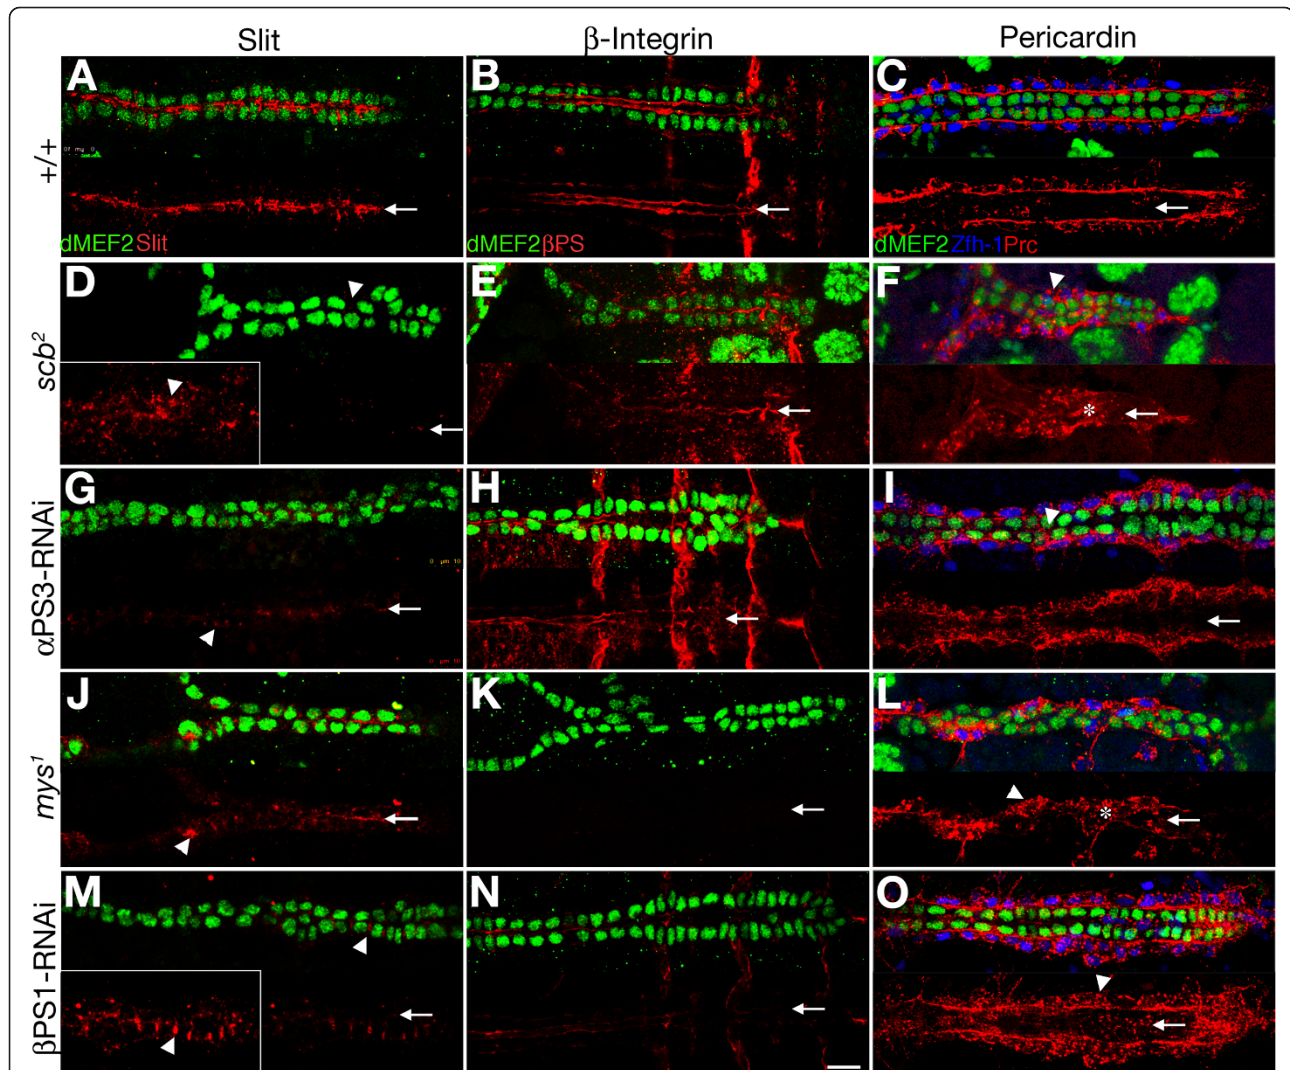 Slit β-Integrin Pericardin
+/+
A B C
dMEF2 Slit dMEF2 βPS dMEF2 Zfh-1 Prc
scb²
D E F
*
αPS3-RNAi
G H I
mys¹
J K L
*
βPS1-RNAi
M N O